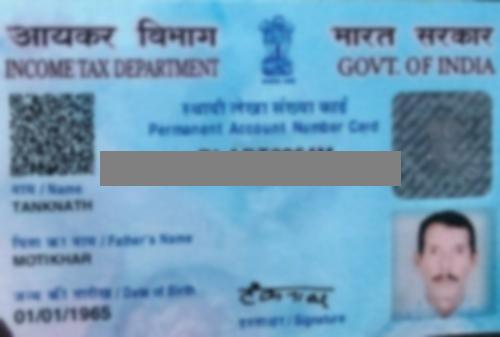 आयकर विभाग
भारत सरकार
INCOME TAX DEPARTMENT
GOVT. OF INDIA
स्थायी लेखा संख्या कार्ड
Permanent Account Number Card
नाम / Name
TANKNATH
पिता का नाम / Father's Name
MOTIKHAR
जन्म की तारीख / Date of Birth
01/01/1965
हस्ताक्षर / Signature